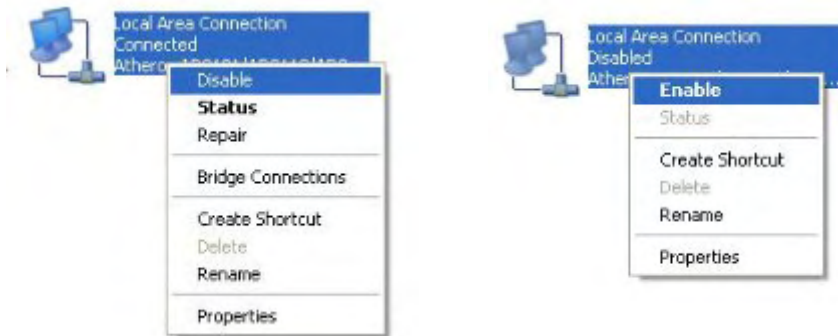 Local Area Connection
Connected
Disable
Status
Repair
Bridge Connections
Create Shortcut
Delete
Rename
Properties
Local Area Connection
Disabled
Enable
Status
Create Shortcut
Delete
Rename
Properties